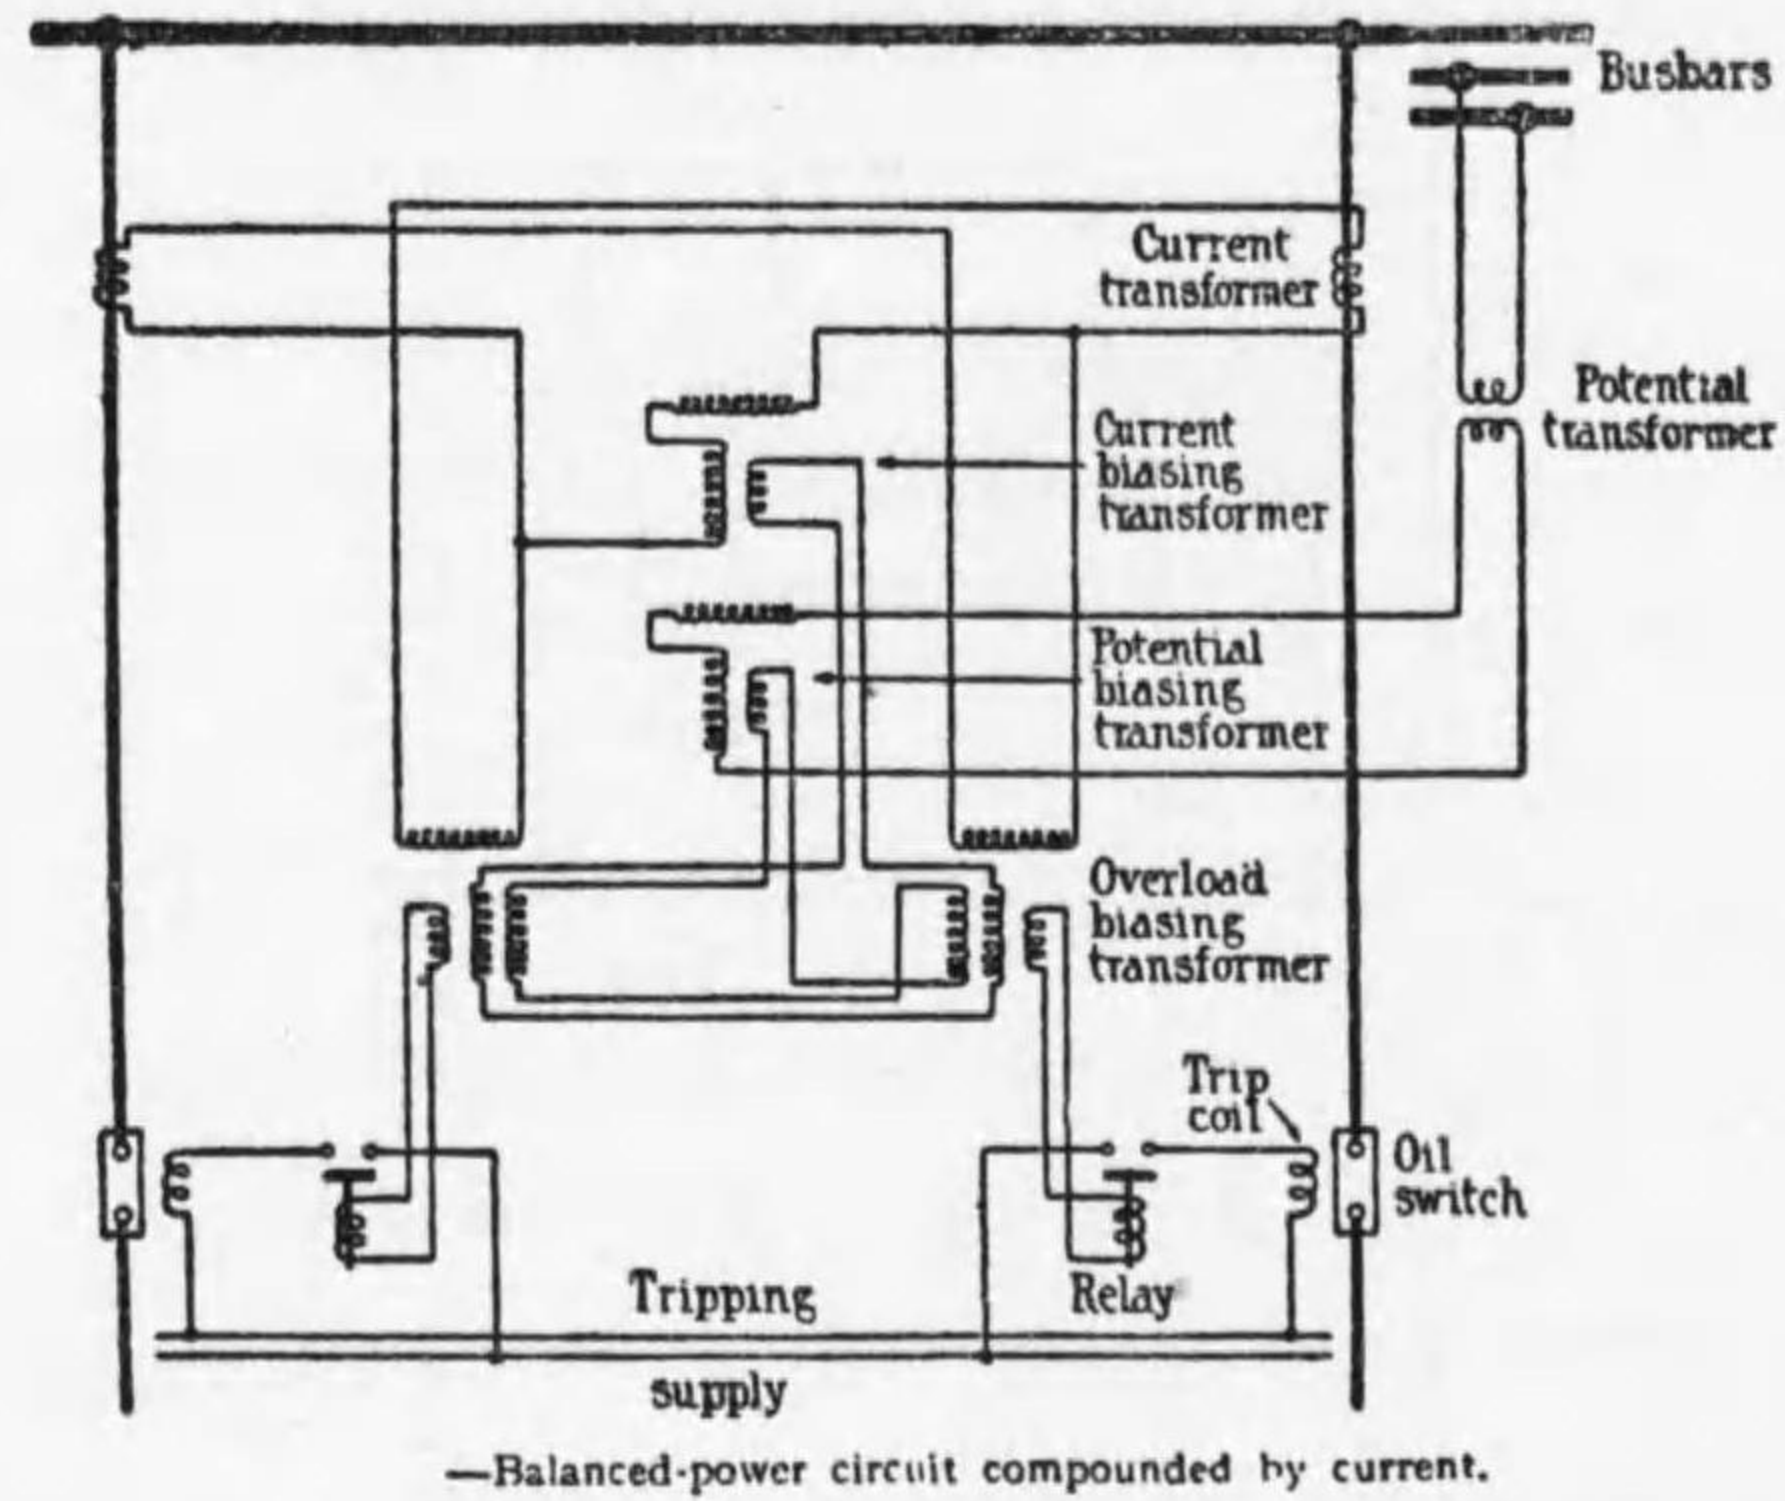 Busbars
Current
transformer
Potential
transformer
Current
biasing
transformer
Potential
biasing
transformer
Overload
biasing
transformer
Trip
coil
Oil
switch
Tripping
Relay
supply
—Balanced-power circuit compounded by current.